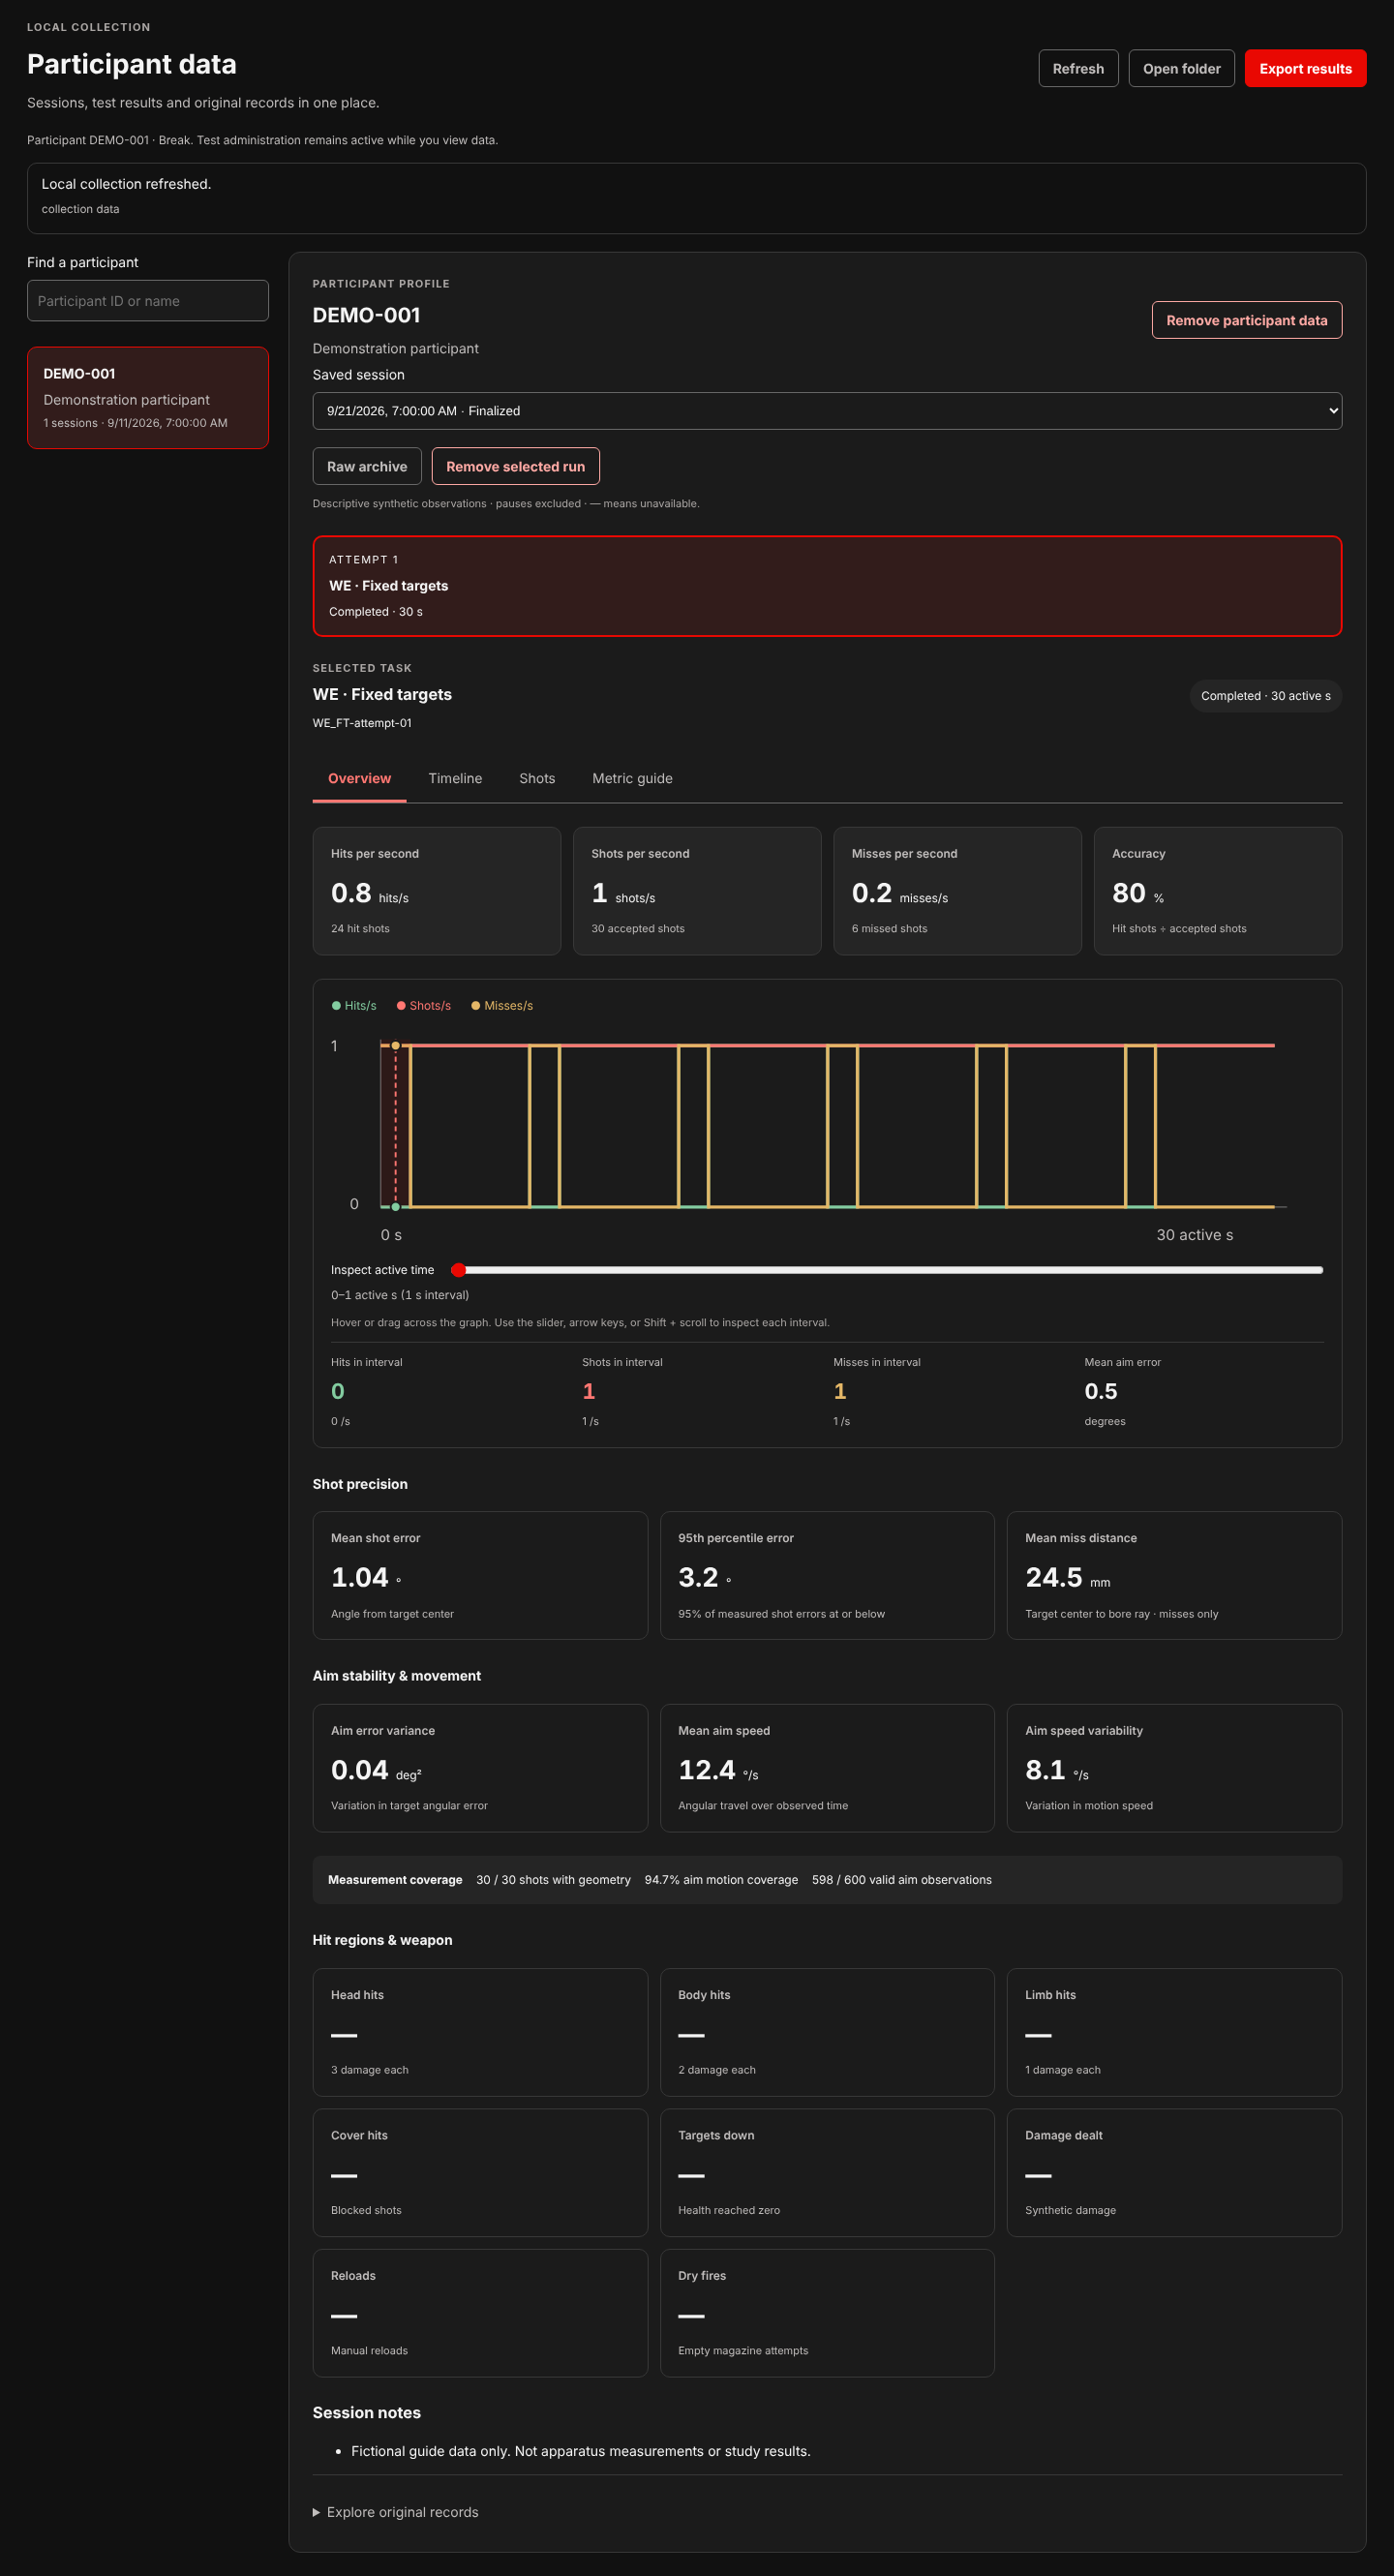 LOCAL COLLECTION
Participant data
Refresh
Open folder
Export results
Sessions, test results and original records in one place.
Participant DEMO-001 · Break. Test administration remains active while you view data.
Local collection refreshed.
collection data
Find a participant
Participant ID or name
DEMO-001
Demonstration participant
1 sessions · 9/11/2026, 7:00:00 AM
PARTICIPANT PROFILE
DEMO-001
Remove participant data
Demonstration participant
Saved session
9/21/2026, 7:00:00 AM · Finalized
Raw archive
Remove selected run
Descriptive synthetic observations · pauses excluded · — means unavailable.
ATTEMPT 1
WE · Fixed targets
Completed · 30 s
SELECTED TASK
WE · Fixed targets
Completed · 30 active s
WE_FT-attempt-01
Overview
Timeline
Shots
Metric guide
Hits per second
0.8 hits/s
24 hit shots
Shots per second
1 shots/s
30 accepted shots
Misses per second
0.2 misses/s
6 missed shots
Accuracy
80 %
Hit shots ÷ accepted shots
Hits/s
Shots/s
Misses/s
1
0
0 s
30 active s
Inspect active time
0–1 active s (1 s interval)
Hover or drag across the graph. Use the slider, arrow keys, or Shift + scroll to inspect each interval.
Hits in interval
0
0 /s
Shots in interval
1
1 /s
Misses in interval
1
1 /s
Mean aim error
0.5
degrees
Shot precision
Mean shot error
1.04 °
Angle from target center
95th percentile error
3.2 °
95% of measured shot errors at or below
Mean miss distance
24.5 mm
Target center to bore ray · misses only
Aim stability & movement
Aim error variance
0.04 deg²
Variation in target angular error
Mean aim speed
12.4 °/s
Angular travel over observed time
Aim speed variability
8.1 °/s
Variation in motion speed
Measurement coverage 30 / 30 shots with geometry 94.7% aim motion coverage 598 / 600 valid aim observations
Hit regions & weapon
Head hits
—
3 damage each
Body hits
—
2 damage each
Limb hits
—
1 damage each
Cover hits
—
Blocked shots
Targets down
—
Health reached zero
Damage dealt
—
Synthetic damage
Reloads
—
Manual reloads
Dry fires
—
Empty magazine attempts
Session notes
• Fictional guide data only. Not apparatus measurements or study results.
Explore original records